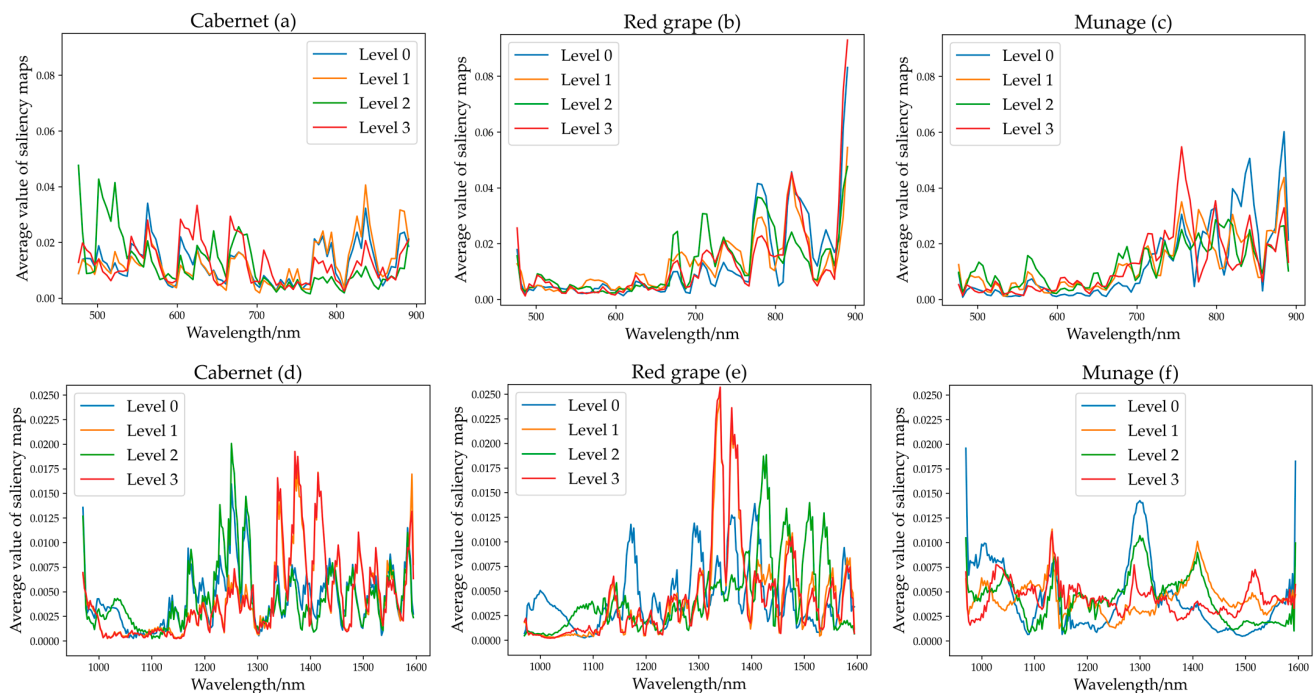 Cabernet (a)
Average value of saliency maps
0.08
0.06
0.04
0.02
0.00
Level 0
Level 1
Level 2
Level 3
500
600
700
800
900
Wavelength/nm
Red grape (b)
Average value of saliency maps
0.08
0.06
0.04
0.02
0.00
Level 0
Level 1
Level 2
Level 3
500
600
700
800
900
Wavelength/nm
Munage (c)
Average value of saliency maps
0.08
0.06
0.04
0.02
0.00
Level 0
Level 1
Level 2
Level 3
500
600
700
800
900
Wavelength/nm
Cabernet (d)
Average value of saliency maps
0.0250
0.0225
0.0200
0.0175
0.0150
0.0125
0.0100
0.0075
0.0050
0.0025
0.0000
Level 0
Level 1
Level 2
Level 3
1000
1100
1200
1300
1400
1500
1600
Wavelength/nm
Red grape (e)
Average value of saliency maps
0.0250
0.0225
0.0200
0.0175
0.0150
0.0125
0.0100
0.0075
0.0050
0.0025
0.0000
Level 0
Level 1
Level 2
Level 3
1000
1100
1200
1300
1400
1500
1600
Wavelength/nm
Munage (f)
Average value of saliency maps
0.0250
0.0225
0.0200
0.0175
0.0150
0.0125
0.0100
0.0075
0.0050
0.0025
0.0000
Level 0
Level 1
Level 2
Level 3
1000
1100
1200
1300
1400
1500
1600
Wavelength/nm